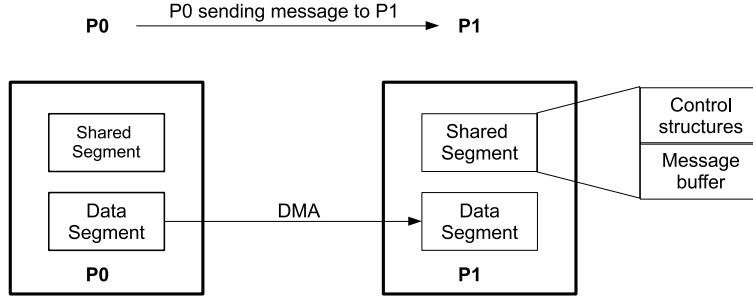 P0 sending message to P1
P0
P1
Shared
Segment
Shared
Segment
Control
structures
Message
buffer
Data
Segment
DMA
Data
Segment
P0
P1